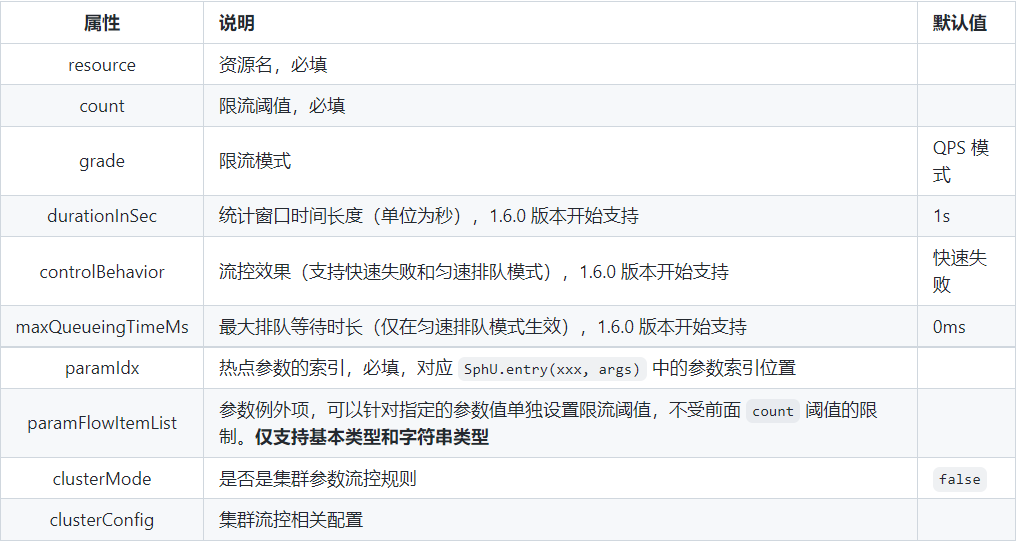 属性 说明 默认值
resource 资源名，必填
count 限流阈值，必填
grade 限流模式 QPS 模式
durationInSec 统计窗口时间长度（单位为秒），1.6.0 版本开始支持 1s
controlBehavior 流控效果（支持快速失败和匀速排队模式），1.6.0 版本开始支持 快速失败
maxQueueingTimeMs 最大排队等待时长（仅在匀速排队模式生效），1.6.0 版本开始支持 0ms
paramIdx 热点参数的索引，必填，对应 SphU.entry(xxx, args) 中的参数索引位置
paramFlowItemList 参数例外项，可以针对指定的参数值单独设置限流阈值，不受前面 count 阈值的限
制。仅支持基本类型和字符串类型
clusterMode 是否是集群参数流控规则 false
clusterConfig 集群流控相关配置